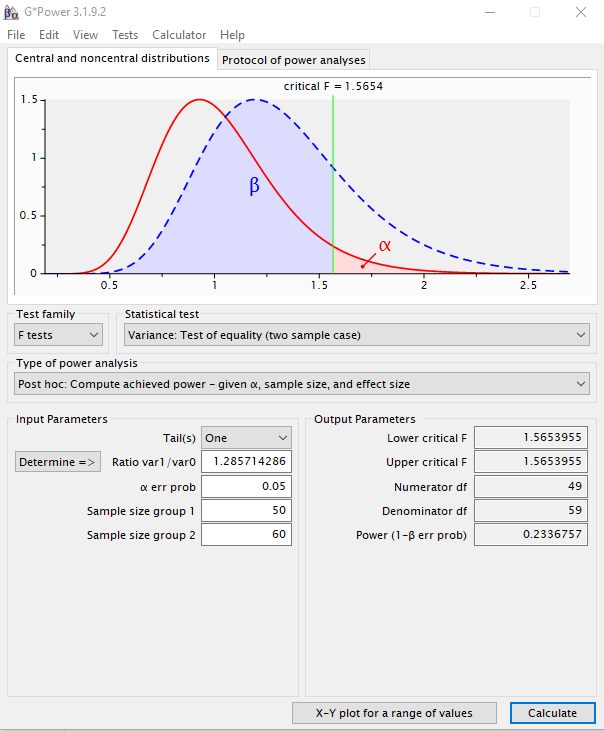 G*Power 3.1.9.2
File Edit View Tests Calculator Help
Central and noncentral distributions Protocol of power analyses
critical F = 1.5654
1.5
1
0.5
0
β
α
0.5 1 1.5 2 2.5
Test family Statistical test
F tests Variance: Test of equality (two sample case)
Type of power analysis
Post hoc: Compute achieved power – given α, sample size, and effect size
Input Parameters Output Parameters
Tail(s) One Lower critical F 1.5653955
Determine => Ratio var1/var0 1.285714286 Upper critical F 1.5653955
α err prob 0.05 Numerator df 49
Sample size group 1 50 Denominator df 59
Sample size group 2 60 Power (1-β err prob) 0.2336757
X-Y plot for a range of values Calculate